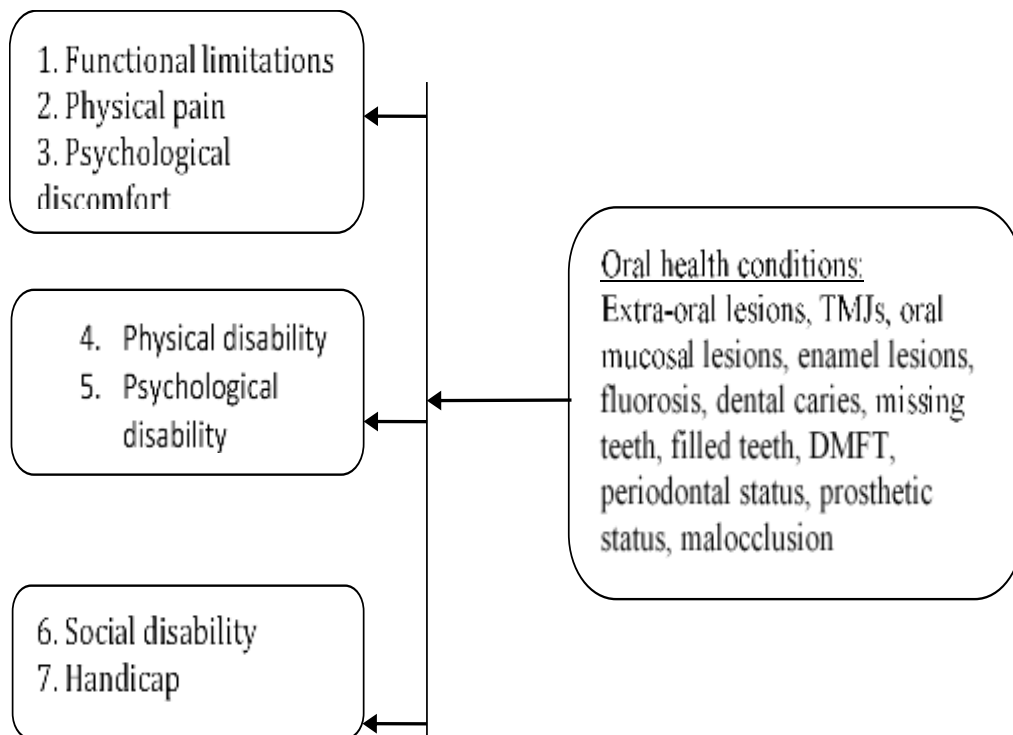 1. Functional limitations
2. Physical pain
3. Psychological
discomfort
4. Physical disability
5. Psychological
disability
6. Social disability
7. Handicap
Oral health conditions:
Extra-oral lesions, TMJs, oral
mucosal lesions, enamel lesions,
fluorosis, dental caries, missing
teeth, filled teeth, DMFT,
periodontal status, prosthetic
status, malocclusion